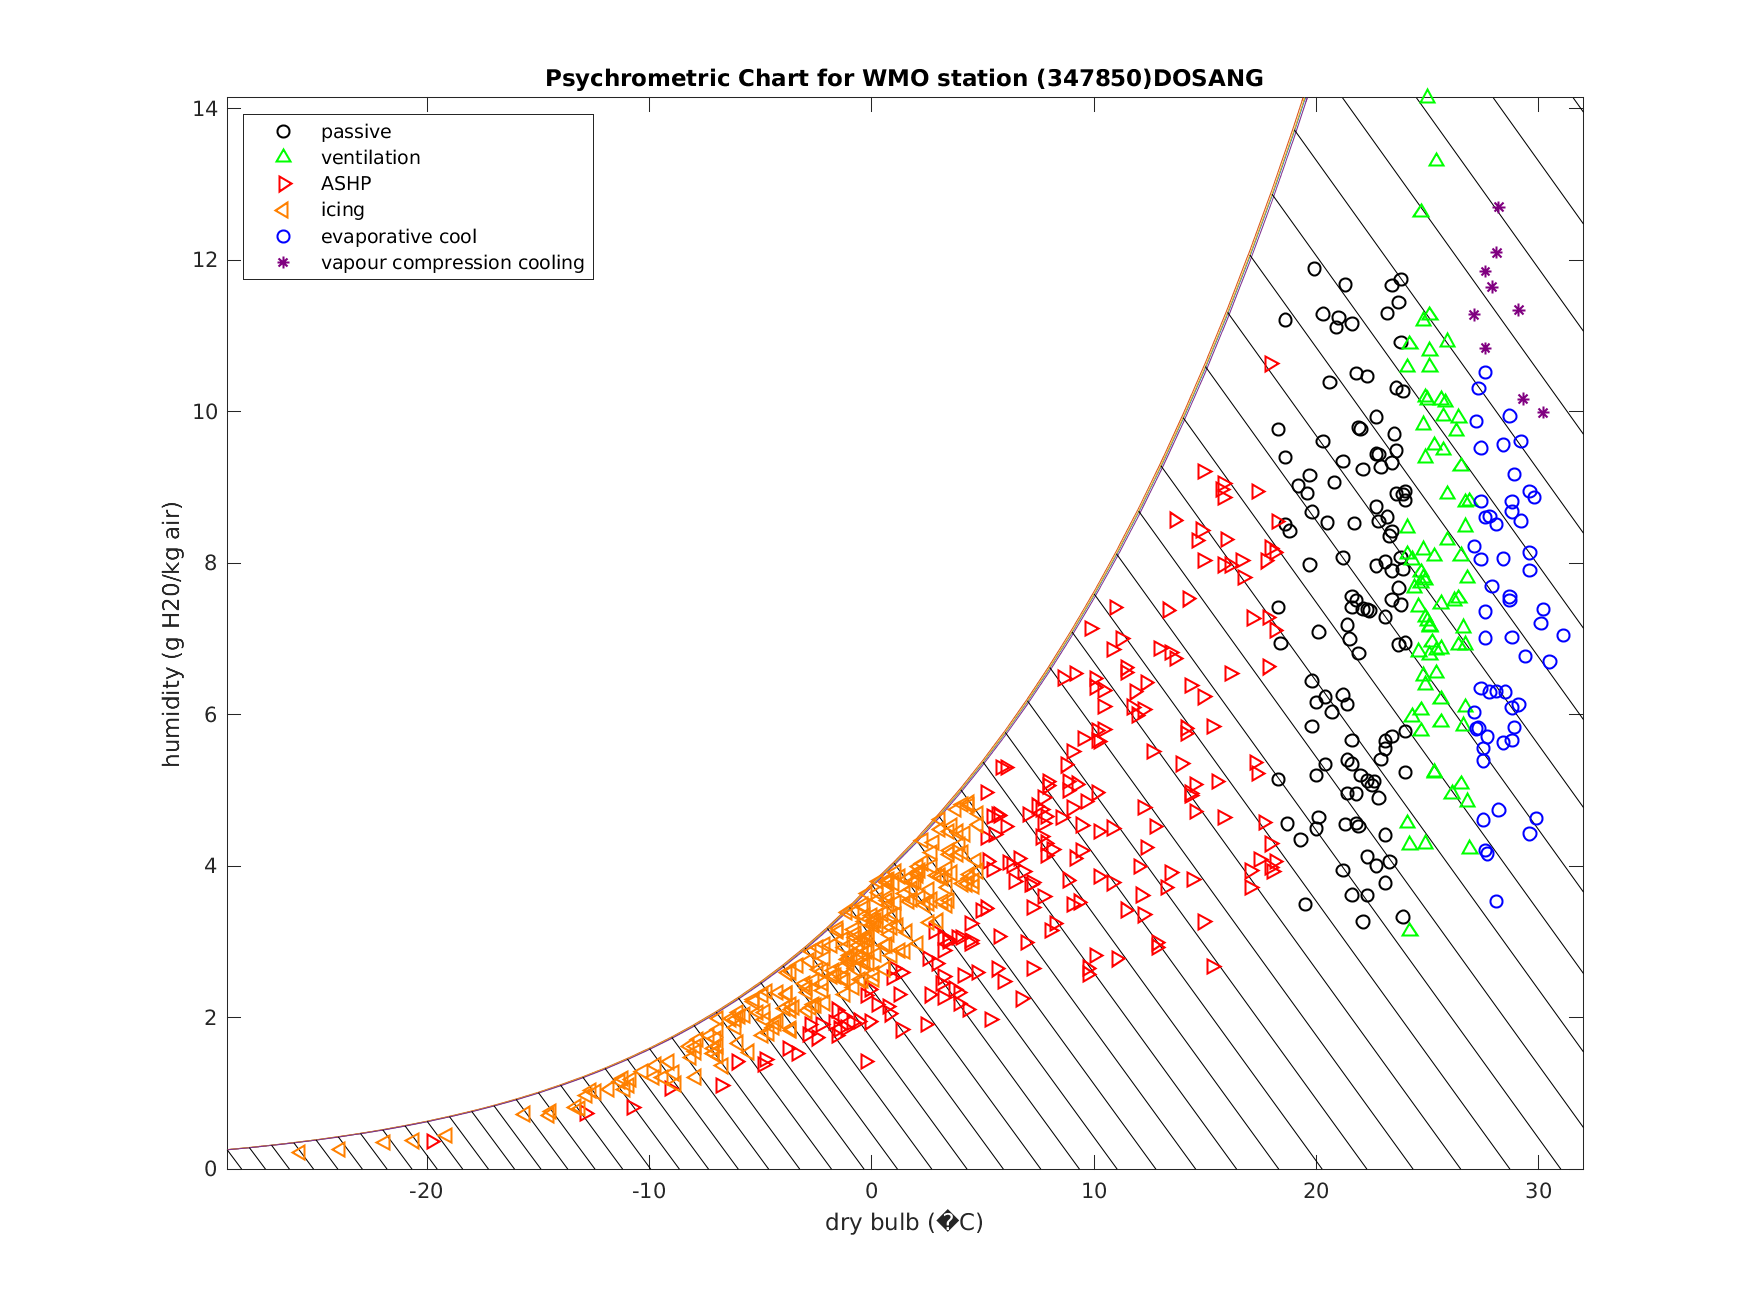 Psychrometric Chart for WMO station (347850)DOSANG
14
12
10
8
6
4
2
0
humidity (g H20/kg air)
passive
ventilation
ASHP
icing
evaporative cool
vapour compression cooling
-20
-10
0
10
20
30
dry bulb (�C)